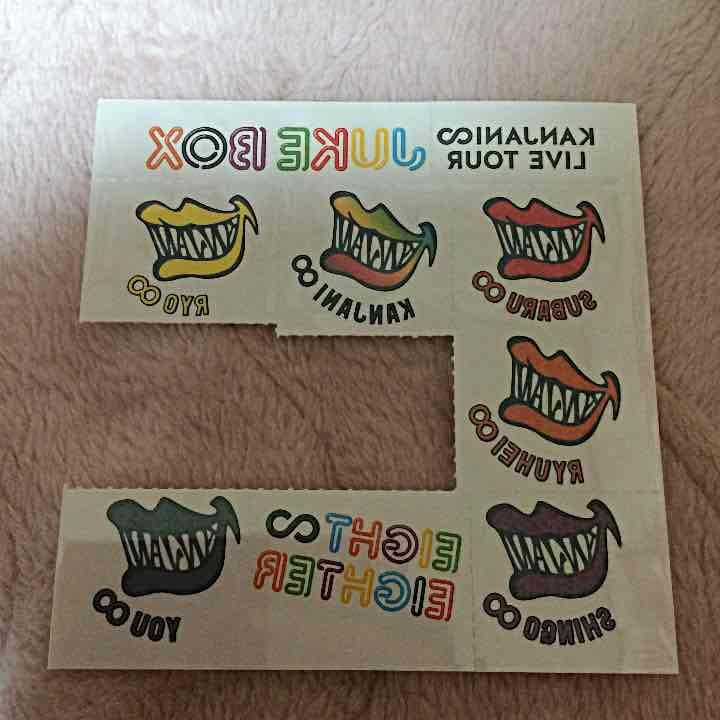 KANJANI∞
LIVE TOUR
JUKE BOX
SUBARU ∞
KANJANI ∞
RYO ∞
RYUHEI ∞
SHINGO ∞
EIGHT ∞
EIGHTER
YOU ∞